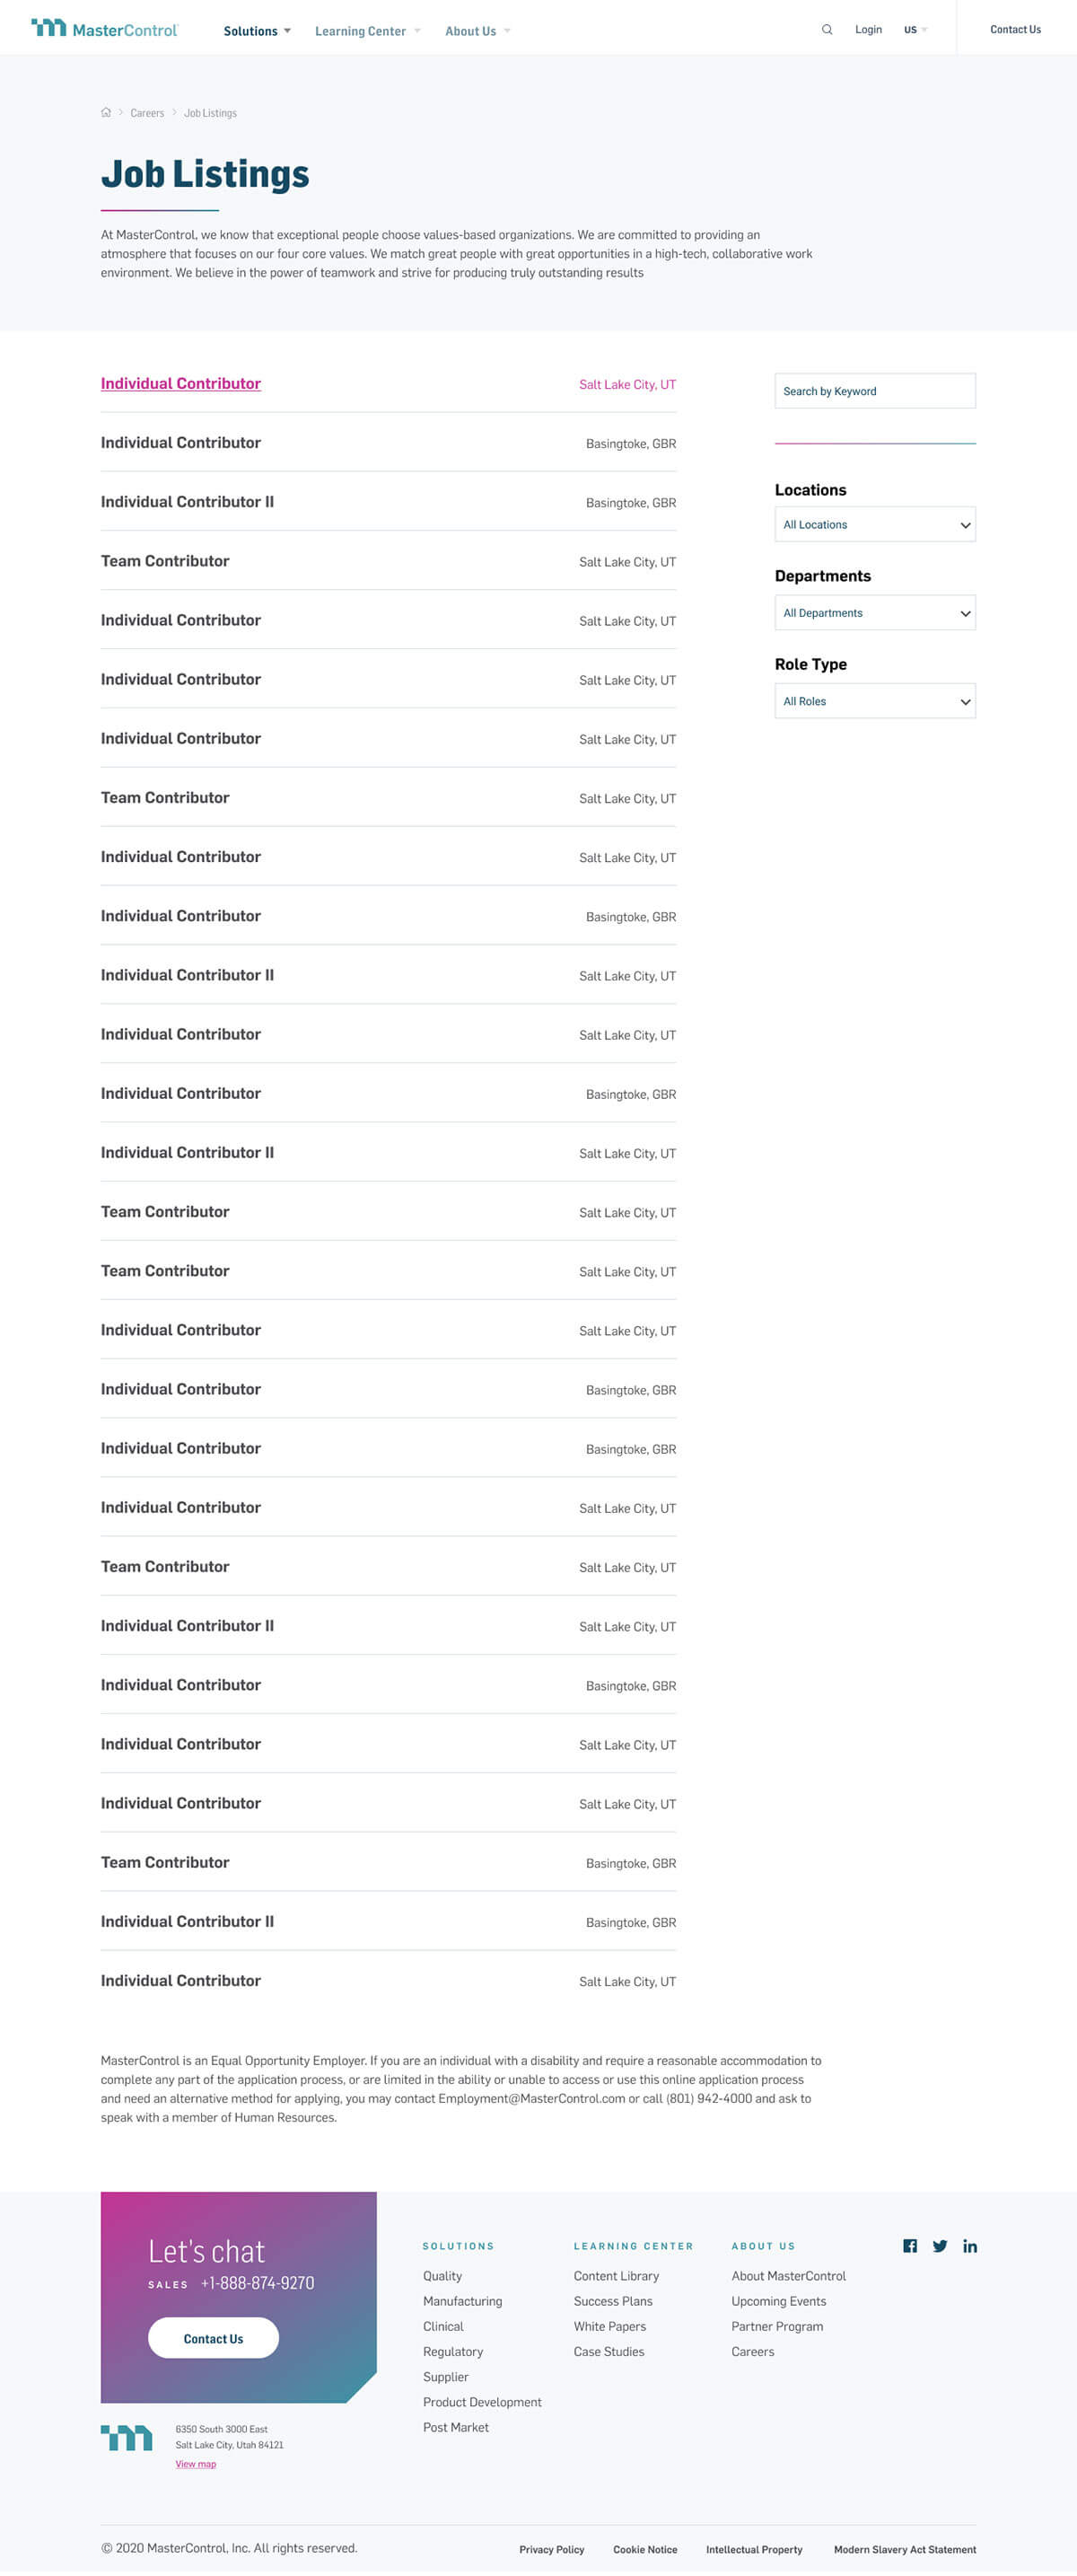 MasterControl
Solutions
Learning Center
About Us
Login
US
Contact Us
Careers
Job Listings
Job Listings
At MasterControl, we know that exceptional people choose values-based organizations. We are committed to providing an
atmosphere that focuses on our four core values. We match great people with great opportunities in a high-tech, collaborative work
environment. We believe in the power of teamwork and strive for producing truly outstanding results
Individual Contributor Salt Lake City, UT
Individual Contributor Basingtoke, GBR
Individual Contributor II Basingtoke, GBR
Team Contributor Salt Lake City, UT
Individual Contributor Salt Lake City, UT
Individual Contributor Salt Lake City, UT
Individual Contributor Salt Lake City, UT
Team Contributor Salt Lake City, UT
Individual Contributor Salt Lake City, UT
Individual Contributor Basingtoke, GBR
Individual Contributor II Salt Lake City, UT
Individual Contributor Salt Lake City, UT
Individual Contributor Basingtoke, GBR
Individual Contributor II Salt Lake City, UT
Team Contributor Salt Lake City, UT
Team Contributor Salt Lake City, UT
Individual Contributor Salt Lake City, UT
Individual Contributor Basingtoke, GBR
Individual Contributor Basingtoke, GBR
Individual Contributor Salt Lake City, UT
Team Contributor Salt Lake City, UT
Individual Contributor II Salt Lake City, UT
Individual Contributor Basingtoke, GBR
Individual Contributor Salt Lake City, UT
Individual Contributor Salt Lake City, UT
Team Contributor Basingtoke, GBR
Individual Contributor II Basingtoke, GBR
Individual Contributor Salt Lake City, UT
Search by Keyword
Locations
All Locations
Departments
All Departments
Role Type
All Roles
MasterControl is an Equal Opportunity Employer. If you are an individual with a disability and require a reasonable accommodation to
complete any part of the application process, or are limited in the ability or unable to access or use this online application process
and need an alternative method for applying, you may contact Employment@MasterControl.com or call (801) 942-4000 and ask to
speak with a member of Human Resources.
Let's chat
SALES +1-888-874-9270
Contact Us
6350 South 3000 East
Salt Lake City, Utah 84121
View map
SOLUTIONS
Quality
Manufacturing
Clinical
Regulatory
Supplier
Product Development
Post Market
LEARNING CENTER
Content Library
Success Plans
White Papers
Case Studies
ABOUT US
About MasterControl
Upcoming Events
Partner Program
Careers
© 2020 MasterControl, Inc. All rights reserved.
Privacy Policy
Cookie Notice
Intellectual Property
Modern Slavery Act Statement